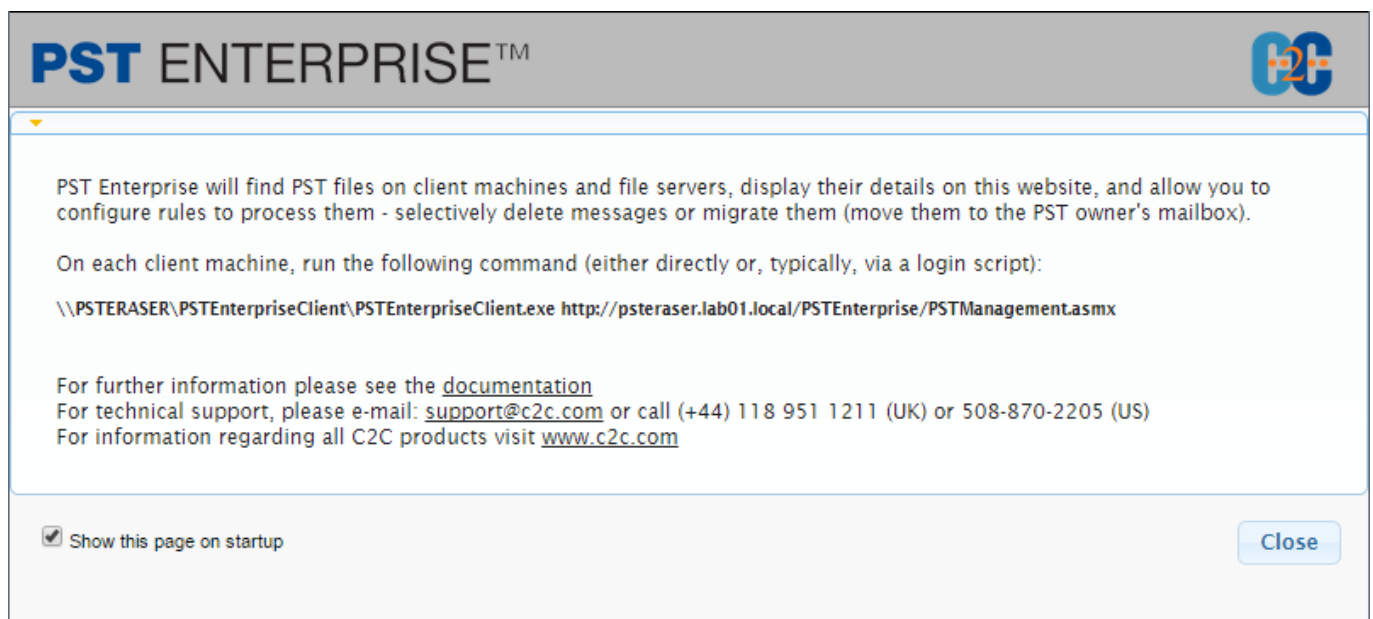 PST ENTERPRISE™
C2C
PST Enterprise will find PST files on client machines and file servers, display their details on this website, and allow you to
configure rules to process them - selectively delete messages or migrate them (move them to the PST owner's mailbox).
On each client machine, run the following command (either directly or, typically, via a login script):
\\PSTERASER\PSTEnterpriseClient\PSTEnterpriseClient.exe http://psteraser.lab01.local/PSTEnterprise/PSTManagement.asmx
For further information please see the documentation
For technical support, please e-mail: support@c2c.com or call (+44) 118 951 1211 (UK) or 508-870-2205 (US)
For information regarding all C2C products visit www.c2c.com
Show this page on startup
Close